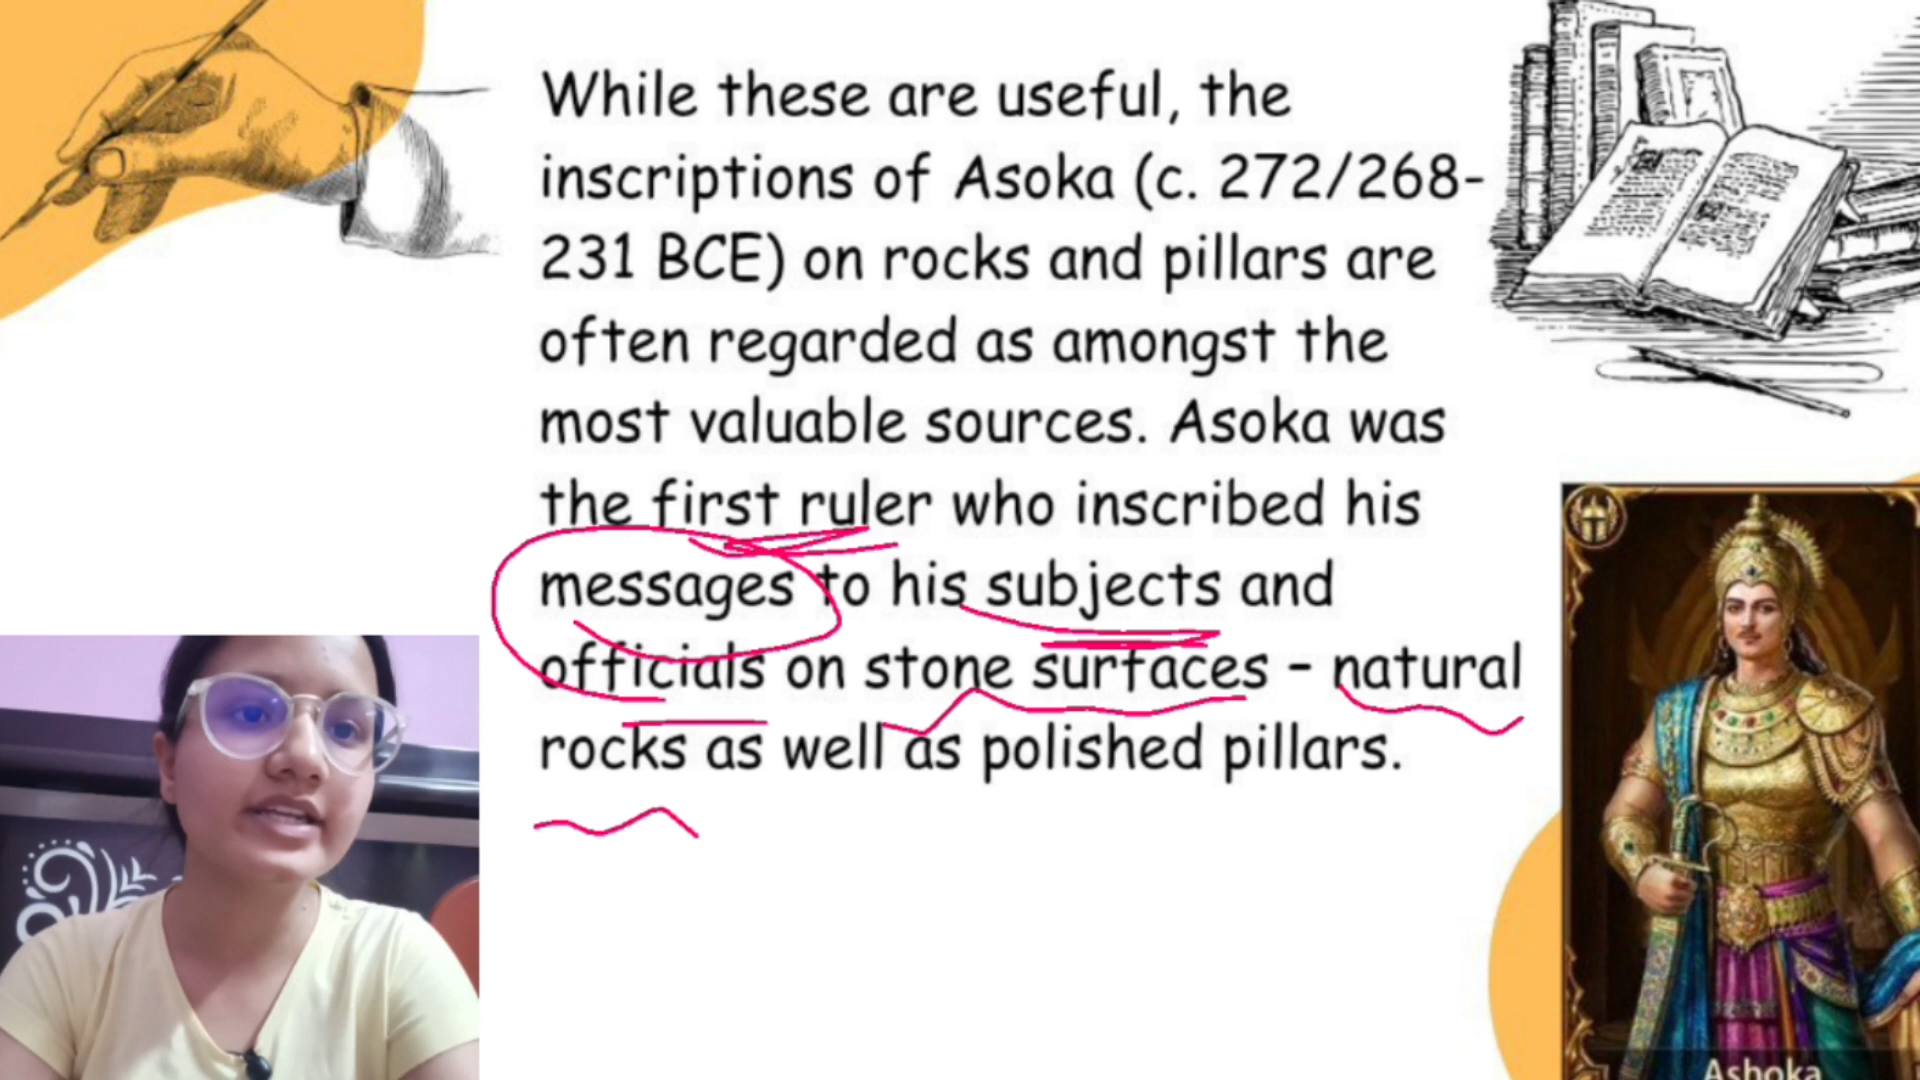 While these are useful, the
inscriptions of Asoka (c. 272/268-
231 BCE) on rocks and pillars are
often regarded as amongst the
most valuable sources. Asoka was
the first ruler who inscribed his
messages to his subjects and
officials on stone surfaces – natural
rocks as well as polished pillars.
Ashoka